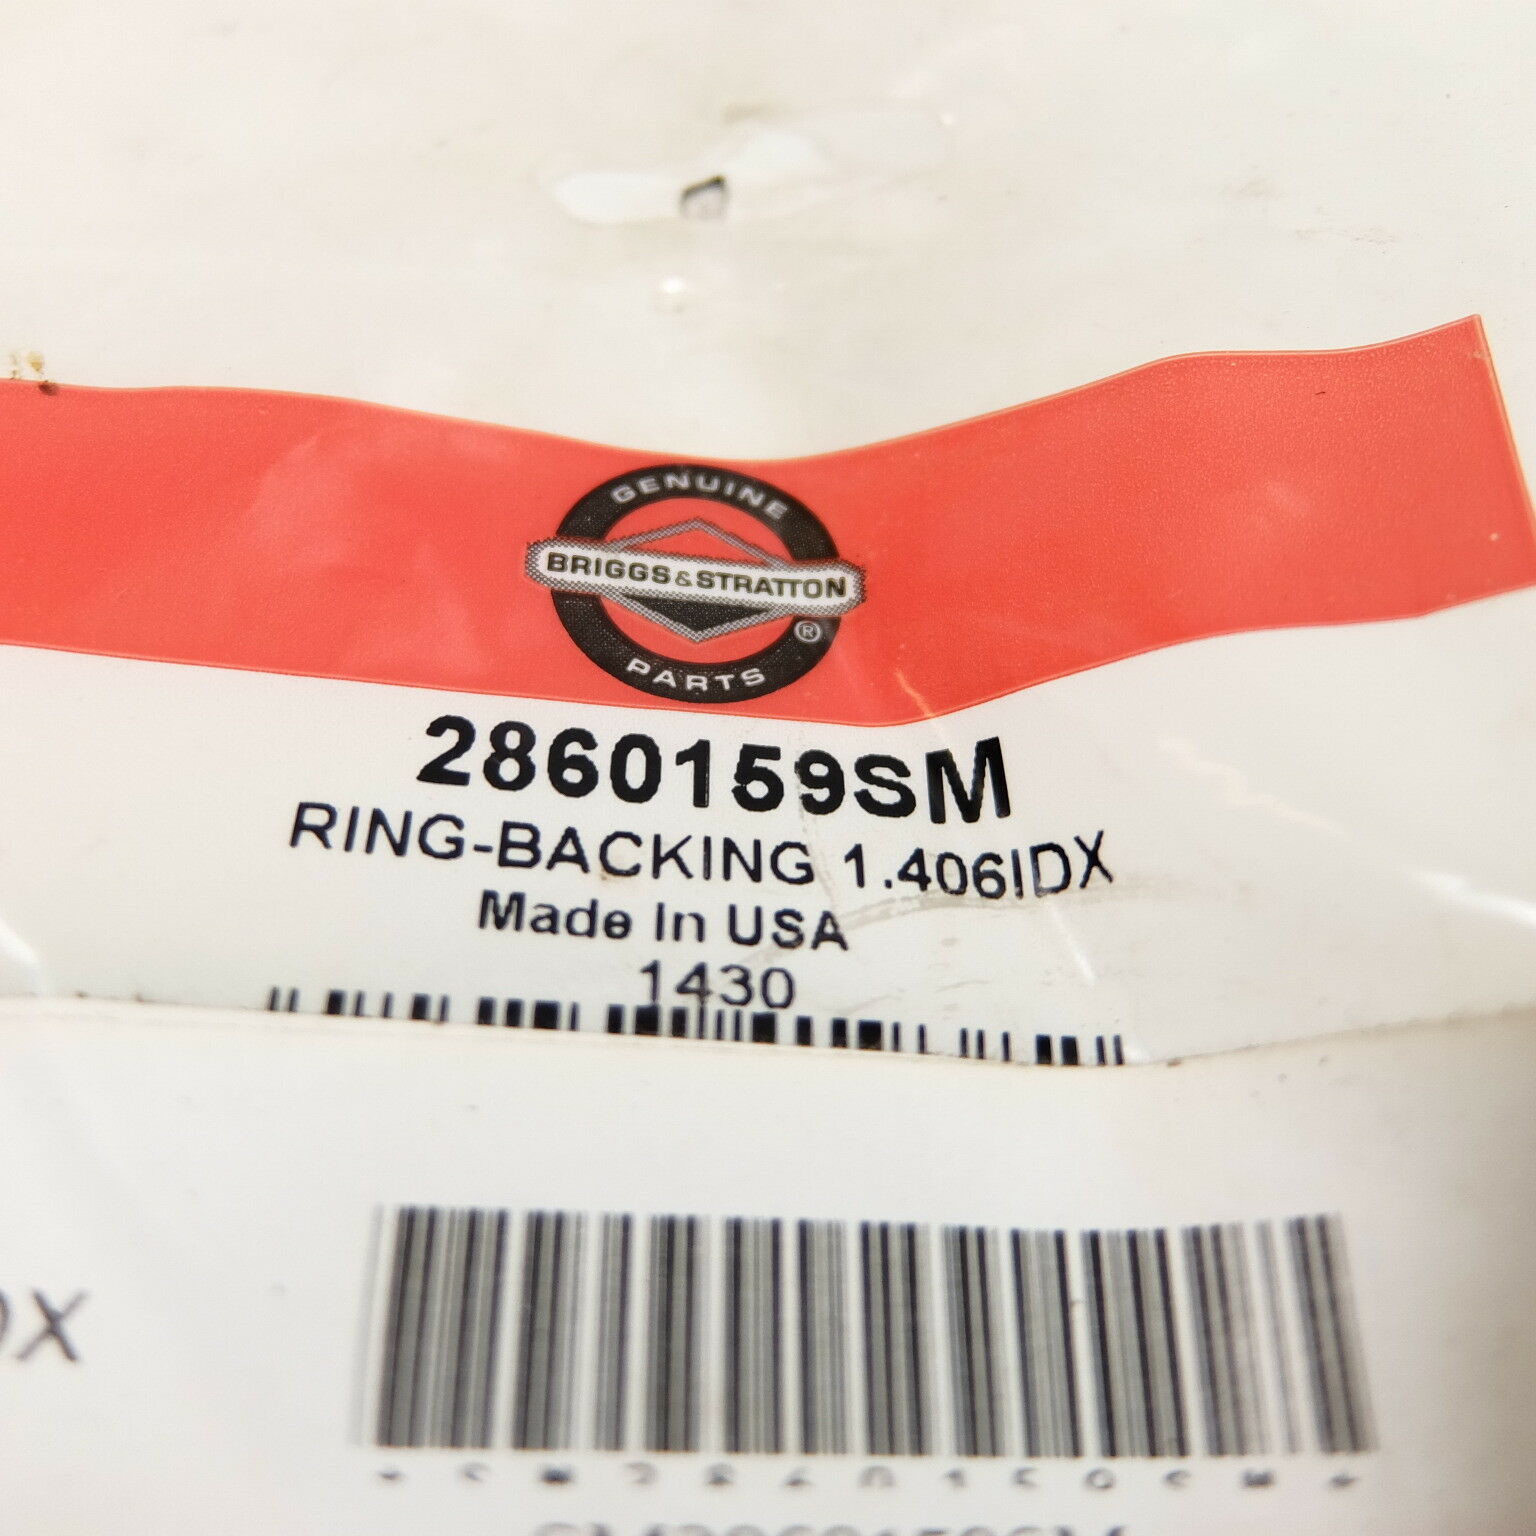 GENUINE
BRIGGS & STRATTON
®
PARTS
2860159SM
RING-BACKING 1.406IDX
Made In USA
1430